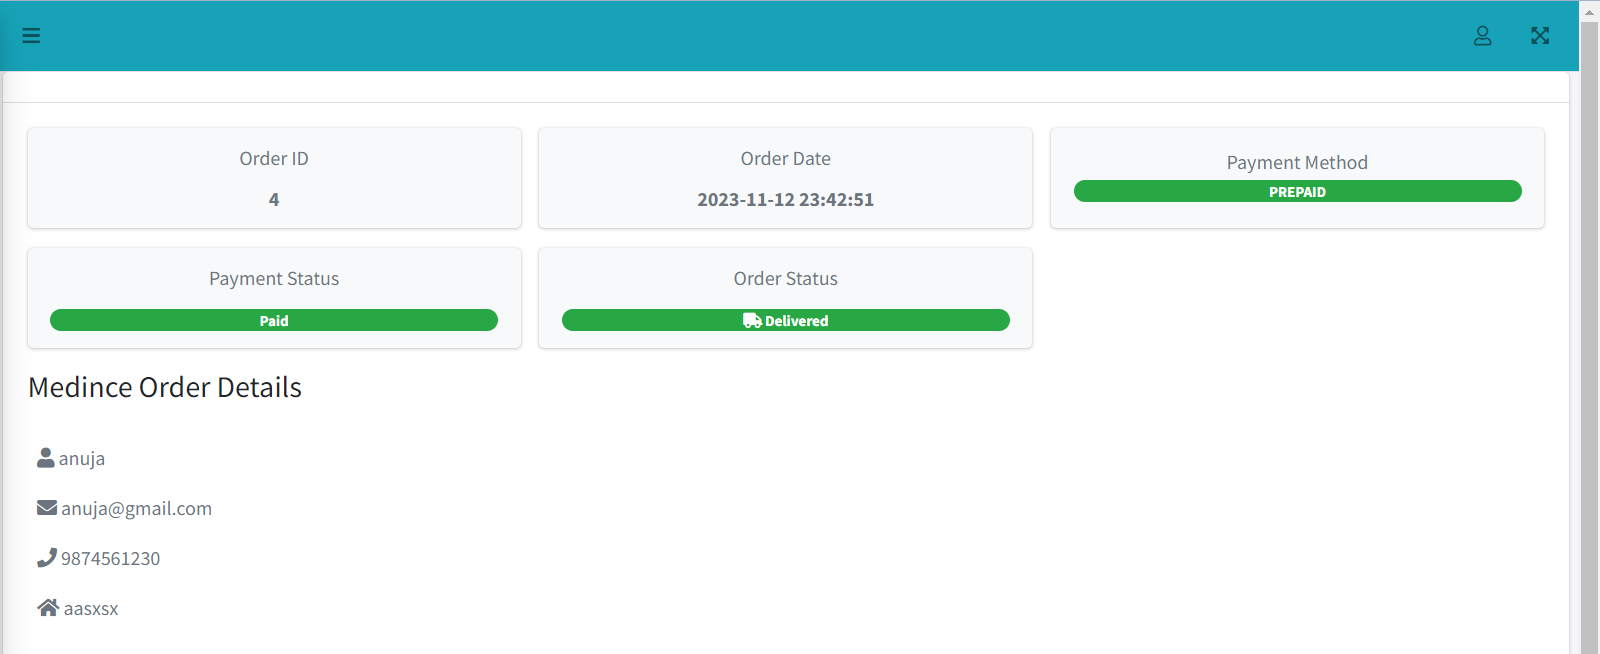 Order ID
4
Order Date
2023-11-12 23:42:51
Payment Method
PREPAID
Payment Status
Paid
Order Status
Delivered
Medince Order Details
anuja
anuja@gmail.com
9874561230
aasxsx